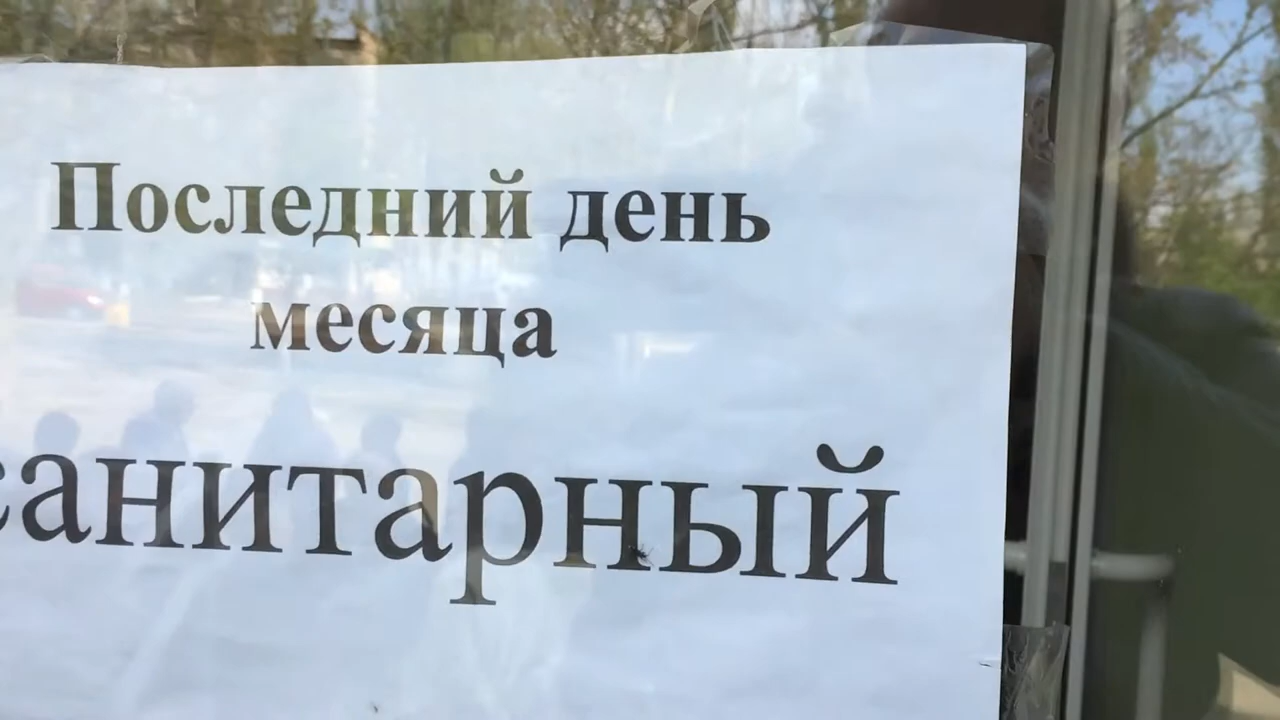 Последний день
месяца
санитарный